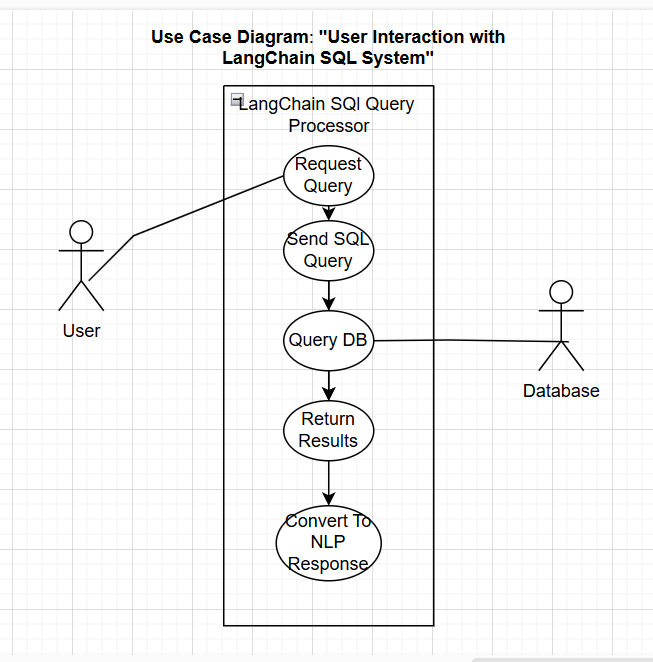 Use Case Diagram: "User Interaction with
LangChain SQL System"
LangChain SQl Query
Processor
Request
Query
Send SQL
Query
User
Query DB
Database
Return
Results
Convert To
NLP
Response